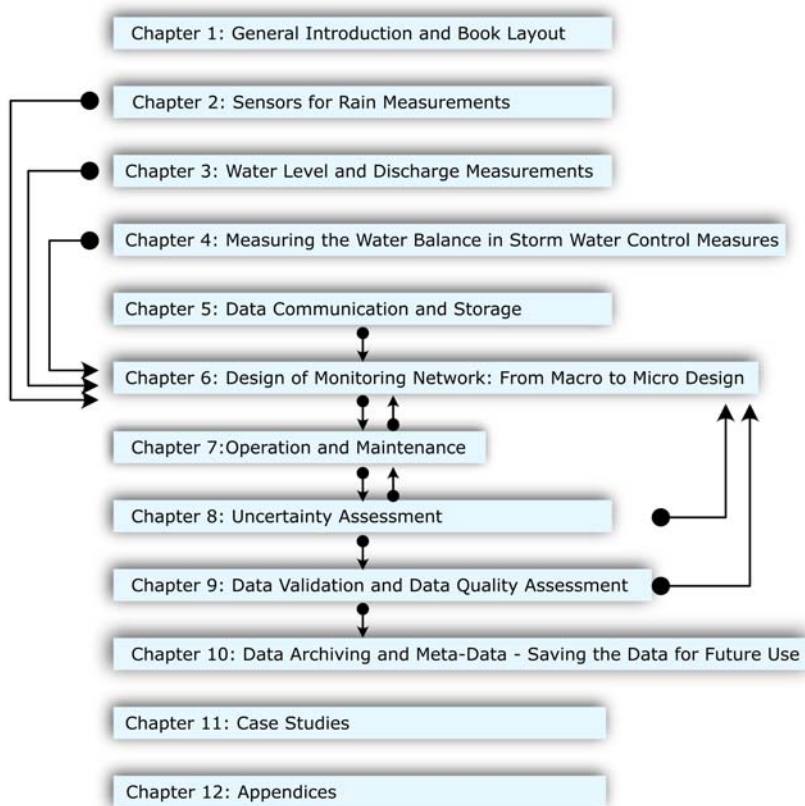 Chapter 1: General Introduction and Book Layout
Chapter 2: Sensors for Rain Measurements
Chapter 3: Water Level and Discharge Measurements
Chapter 4: Measuring the Water Balance in Storm Water Control Measures
Chapter 5: Data Communication and Storage
Chapter 6: Design of Monitoring Network: From Macro to Micro Design
Chapter 7:Operation and Maintenance
Chapter 8: Uncertainty Assessment
Chapter 9: Data Validation and Data Quality Assessment
Chapter 10: Data Archiving and Meta-Data - Saving the Data for Future Use
Chapter 11: Case Studies
Chapter 12: Appendices